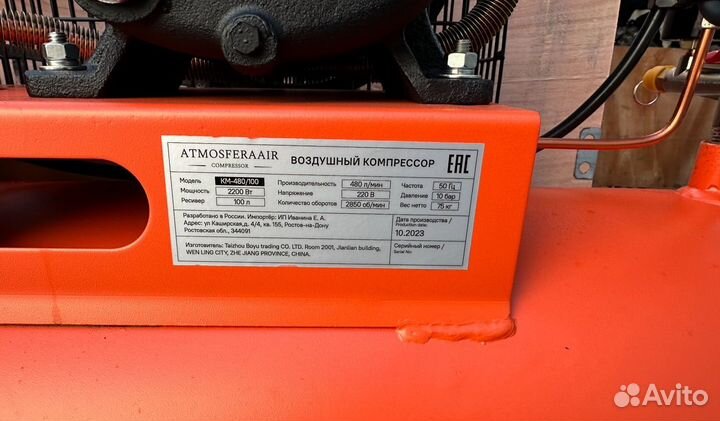 ATMOSFERAAIR
COMPRESSOR
ВОЗДУШНЫЙ КОМПРЕССОР
EAC
Модель КМ-480/100
Мощность 2200 Вт
Ресивер 100 л
Производительность 480 л/мин
Напряжение 220 В
Количество оборотов 2850 об/мин
Частота 50 Гц
Давление 10 бар
Вес нетто 75 кг
Разработано в России. Импортёр: ИП Иванина Е. А.
Адрес: ул Каширская, д. 4/4, кв. 155, Ростов-на-Дону
Ростовская обл., 344091
Дата производства /
Production date:
10.2023
Изготовитель: Taizhou Boyu trading CO. LTD. Room 2001, Jianlian building,
WEN LING CITY, ZHE JIANG PROVINCE, CHINA.
Серийный номер /
Serial No:
Avito